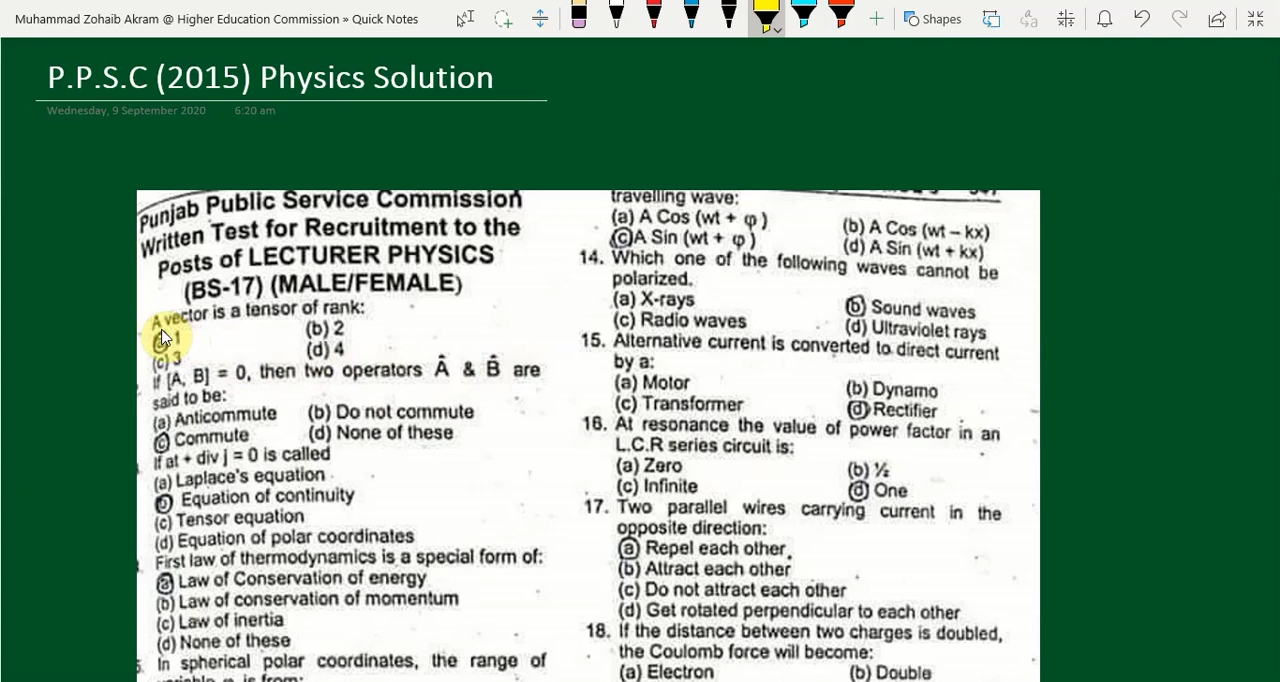 Muhammad Zohaib Akram @ Higher Education Commission » Quick Notes
Shapes
P.P.S.C (2015) Physics Solution
Wednesday, 9 September 2020 6:20 am
Punjab Public Service Commission
Written Test for Recruitment to the
Posts of LECTURER PHYSICS
(BS-17) (MALE/FEMALE)
A vector is a tensor of rank:
1 (b) 2
(c) 3 (d) 4
If [A, B] = 0, then two operators Â & B̂ are
said to be:
(a) Anticommute (b) Do not commute
(c) Commute (d) None of these
If at + div j = 0 is called
(a) Laplace's equation
(b) Equation of continuity
(c) Tensor equation
(d) Equation of polar coordinates
First law of thermodynamics is a special form of:
(a) Law of Conservation of energy
(b) Law of conservation of momentum
(c) Law of inertia
(d) None of these
In spherical polar coordinates, the range of
is from:
travelling wave:
(a) A Cos (wt + φ)
(b) A Cos (wt – kx)
(c) A Sin (wt + φ)
(d) A Sin (wt + kx)
14. Which one of the following waves cannot be
polarized.
(a) X-rays (b) Sound waves
(c) Radio waves (d) Ultraviolet rays
15. Alternative current is converted to direct current
by a:
(a) Motor (b) Dynamo
(c) Transformer (d) Rectifier
16. At resonance the value of power factor in an
L.C.R series circuit is:
(a) Zero (b) ½
(c) Infinite (d) One
17. Two parallel wires carrying current in the
opposite direction:
(a) Repel each other.
(b) Attract each other
(c) Do not attract each other
(d) Get rotated perpendicular to each other
18. If the distance between two charges is doubled,
the Coulomb force will become:
(a) Electron (b) Double